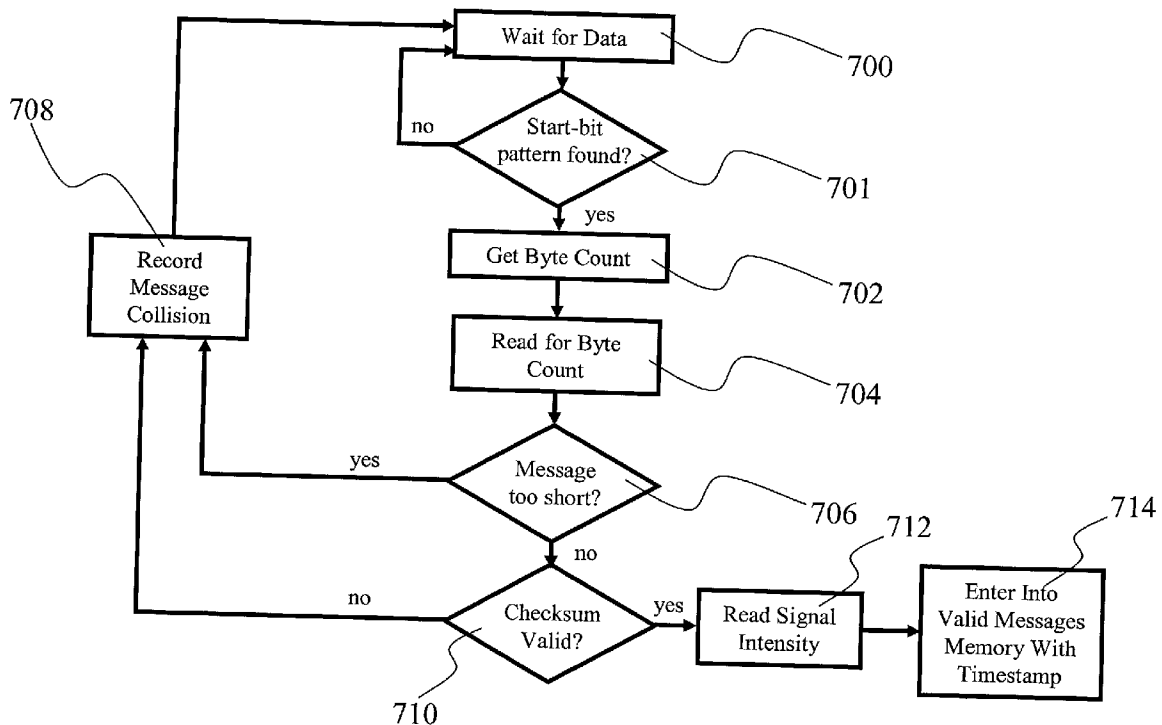 Wait for Data
700
708
no
Start-bit
pattern found?
701
yes
Record
Message
Collision
Get Byte Count
702
Read for Byte
Count
704
yes
Message
too short?
706
712
714
no
no
Checksum
Valid?
yes
Read Signal
Intensity
Enter Into
Valid Messages
Memory With
Timestamp
710